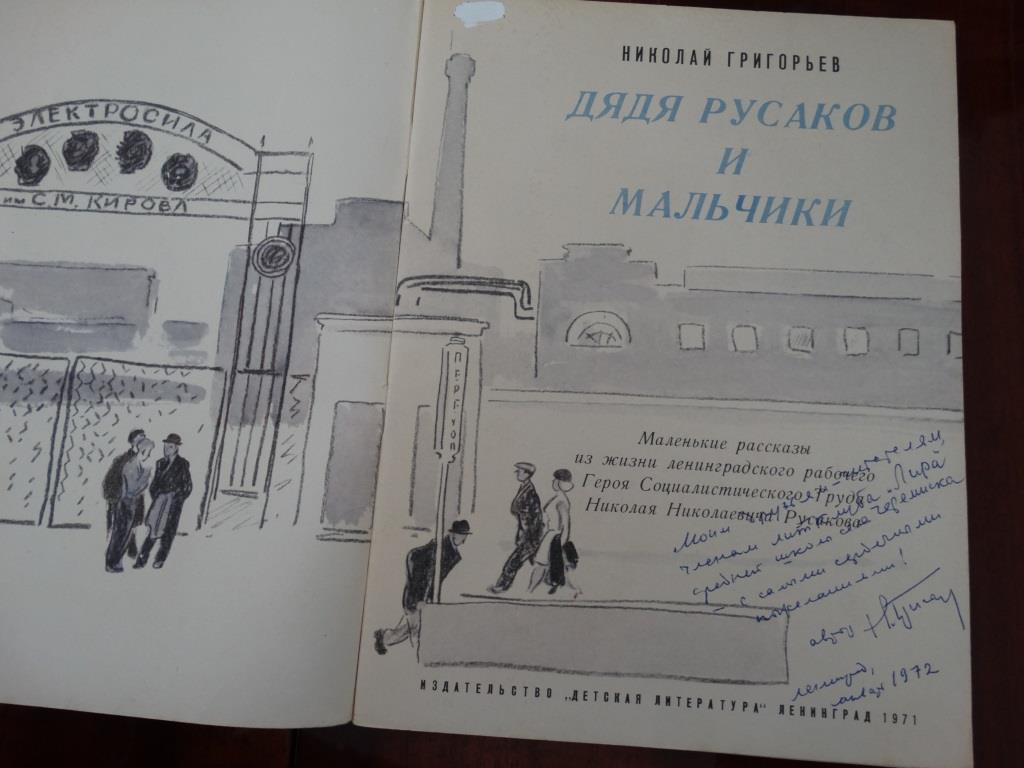 ЭЛЕКТРОСИЛА
им С.М. КИРОВА
НИКОЛАЙ ГРИГОРЬЕВ
ДЯДЯ РУСАКОВ
И
МАЛЬЧИКИ
Маленькие рассказы
из жизни ленинградского рабочего
Героя Социалистического Труда
Николая Николаевича Русакова
Моим читателям,
членам литклуба "Лира"
средней школы села Черемиска
– с самыми сердечными
пожеланиями!
автор
Ленинград,
1972
ИЗДАТЕЛЬСТВО „ДЕТСКАЯ ЛИТЕРАТУРА" ЛЕНИНГРАД 1971